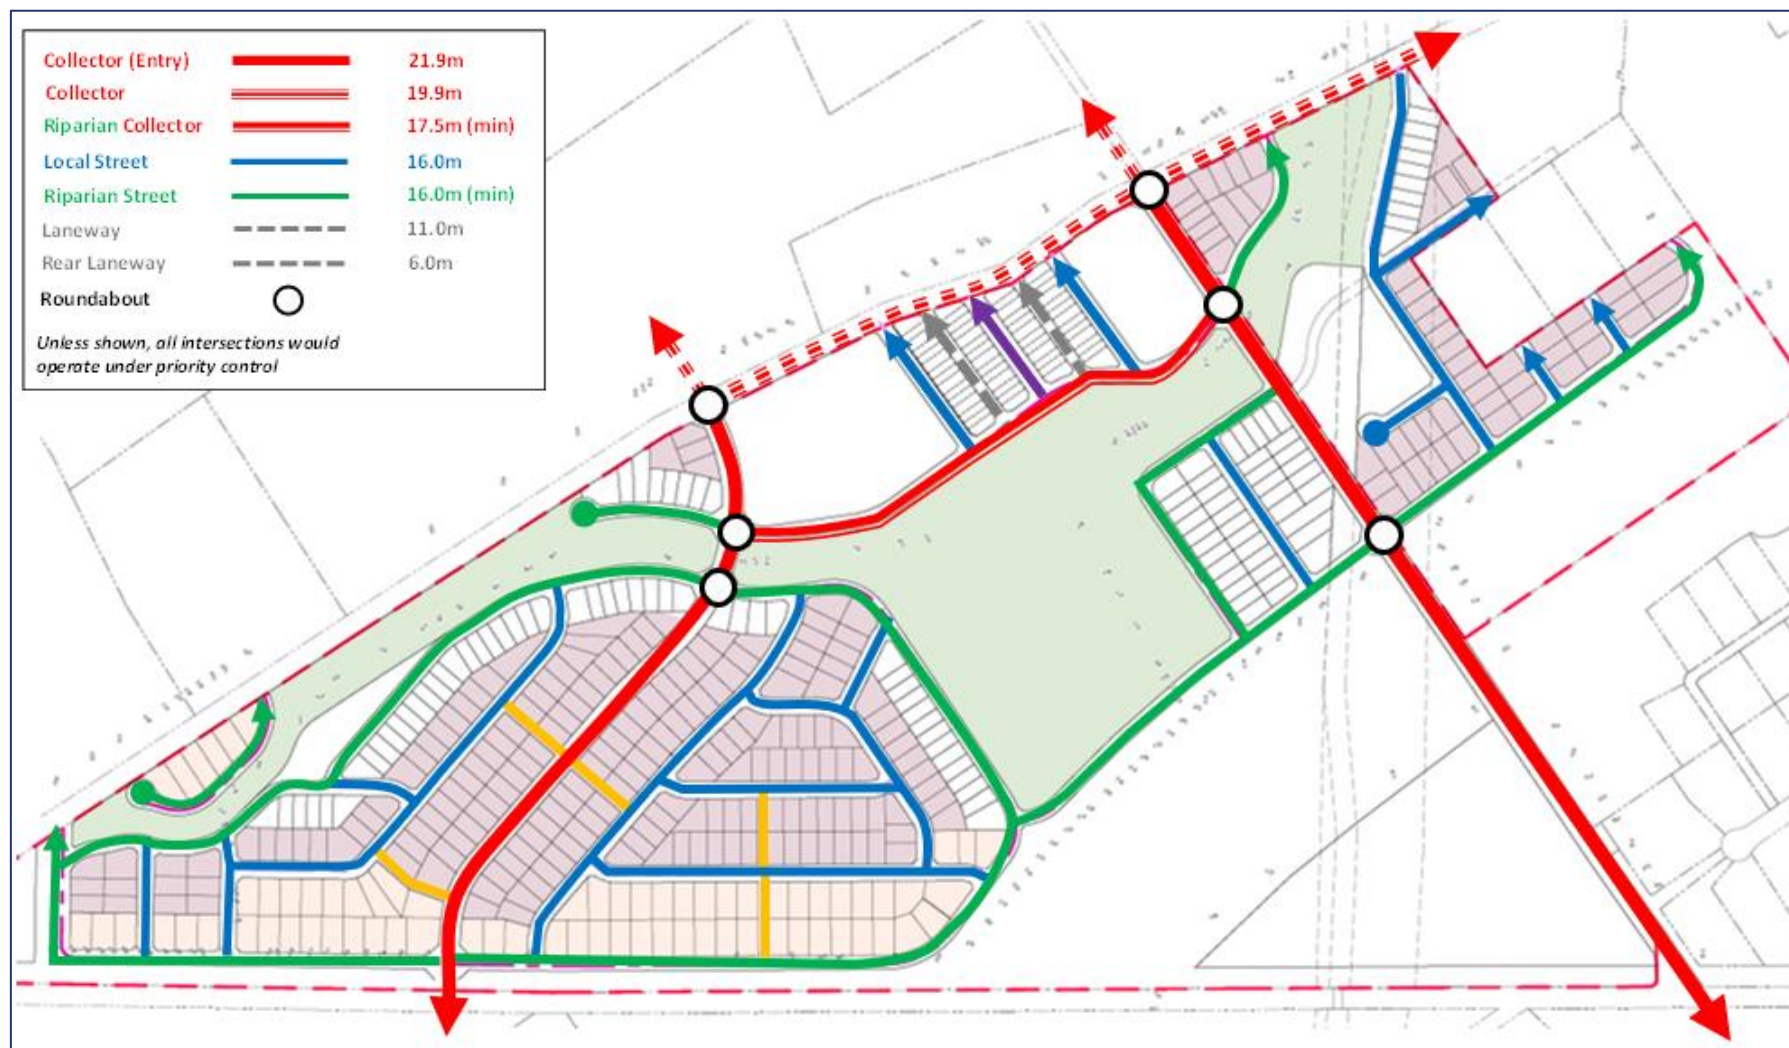 Collector (Entry) 21.9m
Collector 19.9m
Riparian Collector 17.5m (min)
Local Street 16.0m
Riparian Street 16.0m (min)
Laneway 11.0m
Rear Laneway 6.0m
Roundabout
Unless shown, all intersections would
operate under priority control